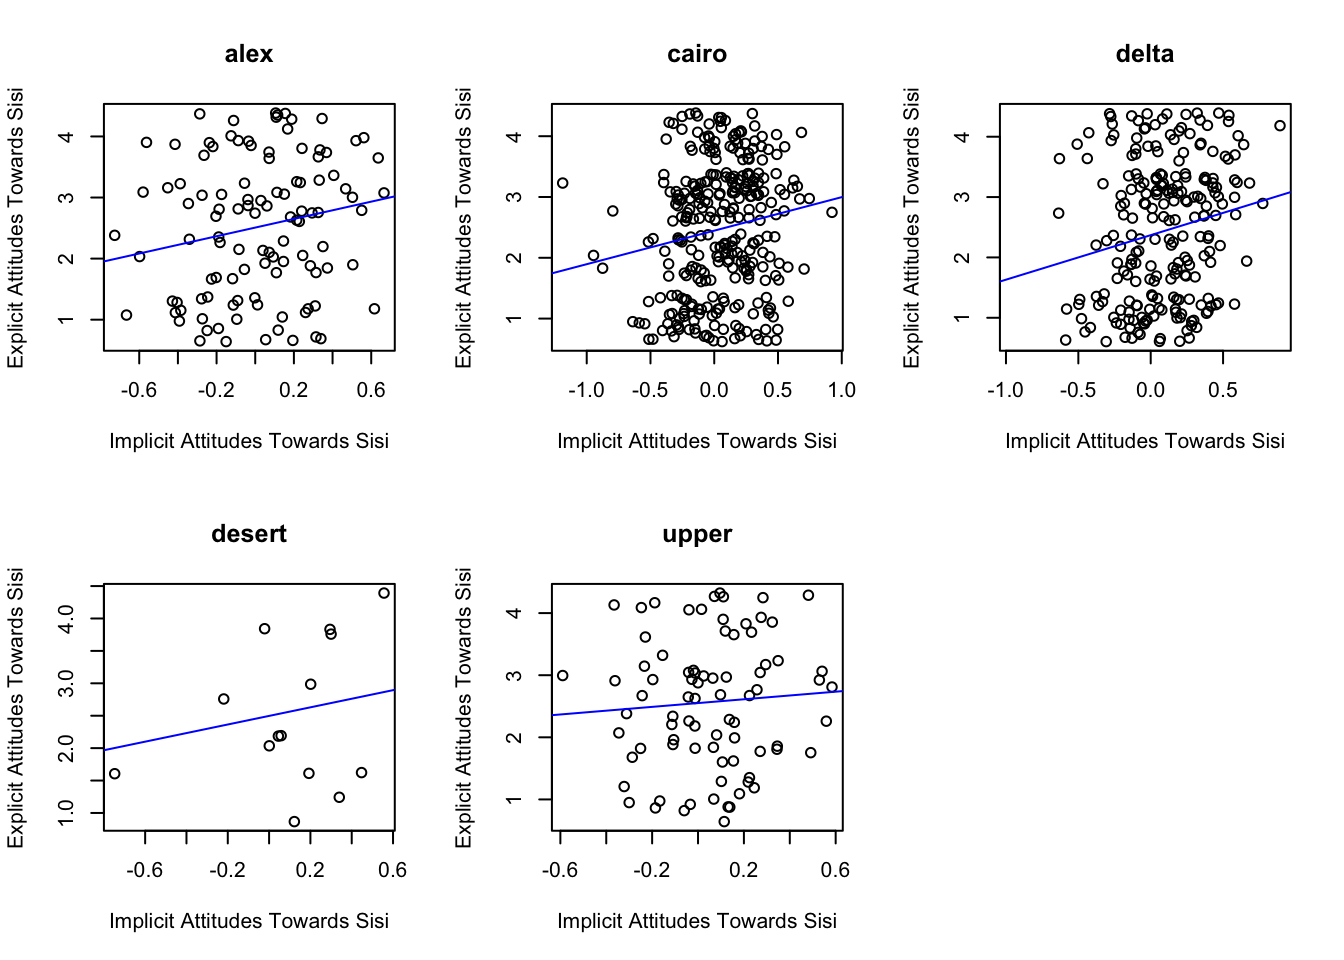 alex
Explicit Attitudes Towards Sisi
4
3
2
1
-0.6 -0.2 0.2 0.6
Implicit Attitudes Towards Sisi
cairo
Explicit Attitudes Towards Sisi
4
3
2
1
-1.0 -0.5 0.0 0.5 1.0
Implicit Attitudes Towards Sisi
delta
Explicit Attitudes Towards Sisi
4
3
2
1
-1.0 -0.5 0.0 0.5
Implicit Attitudes Towards Sisi
desert
Explicit Attitudes Towards Sisi
4.0
3.0
2.0
1.0
-0.6 -0.2 0.2 0.6
Implicit Attitudes Towards Sisi
upper
Explicit Attitudes Towards Sisi
4
3
2
1
-0.6 -0.2 0.2 0.6
Implicit Attitudes Towards Sisi